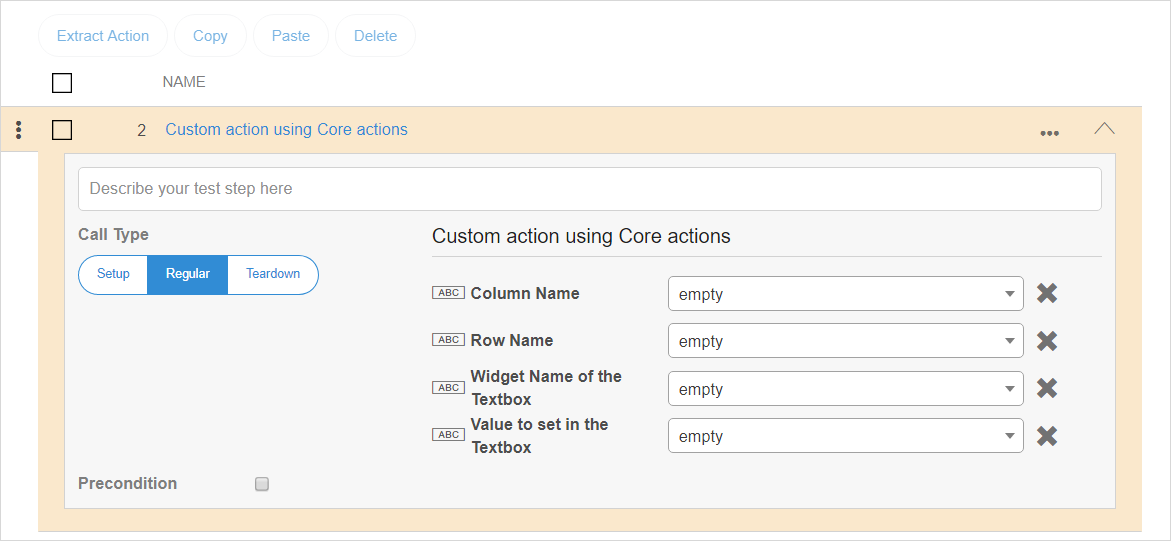 Extract Action Copy Paste Delete
NAME
2 Custom action using Core actions
Describe your test step here
Call Type
Setup Regular Teardown
Custom action using Core actions
ABC Column Name empty
ABC Row Name empty
ABC Widget Name of the
Textbox empty
ABC Value to set in the
Textbox empty
Precondition